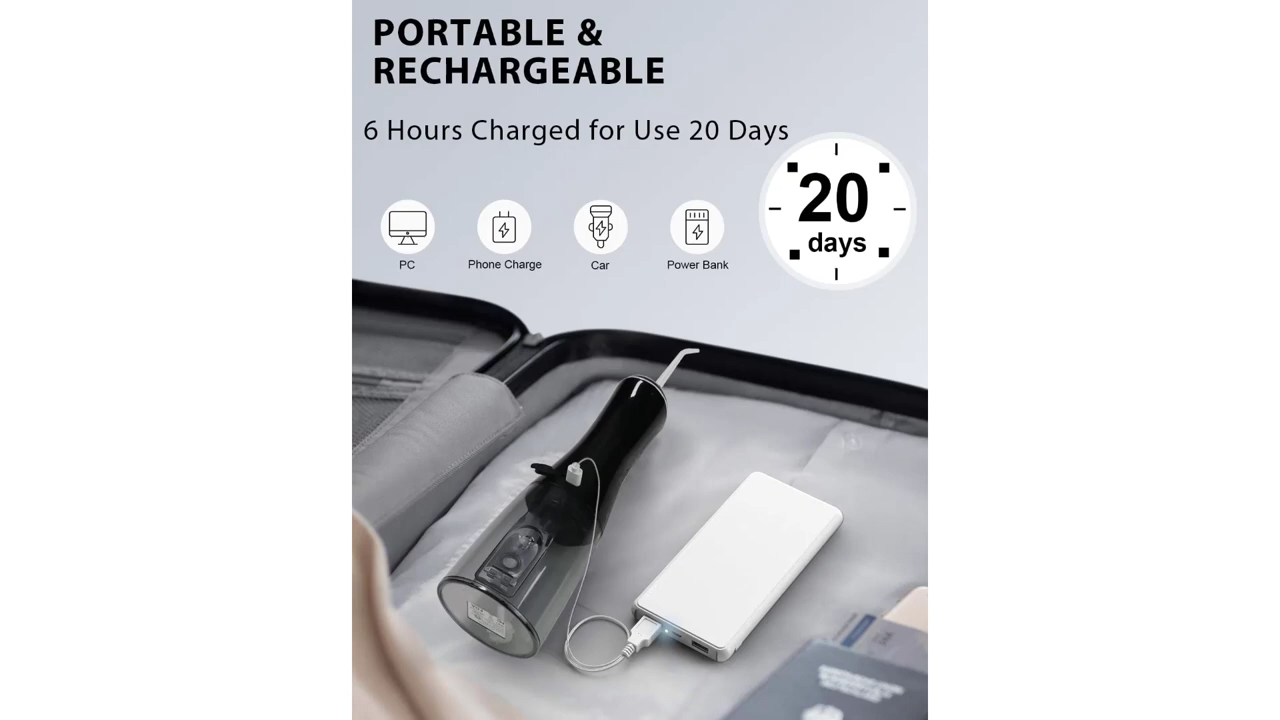 PORTABLE &
RECHARGEABLE
6 Hours Charged for Use 20 Days
20
days
PC
Phone Charge
Car
Power Bank